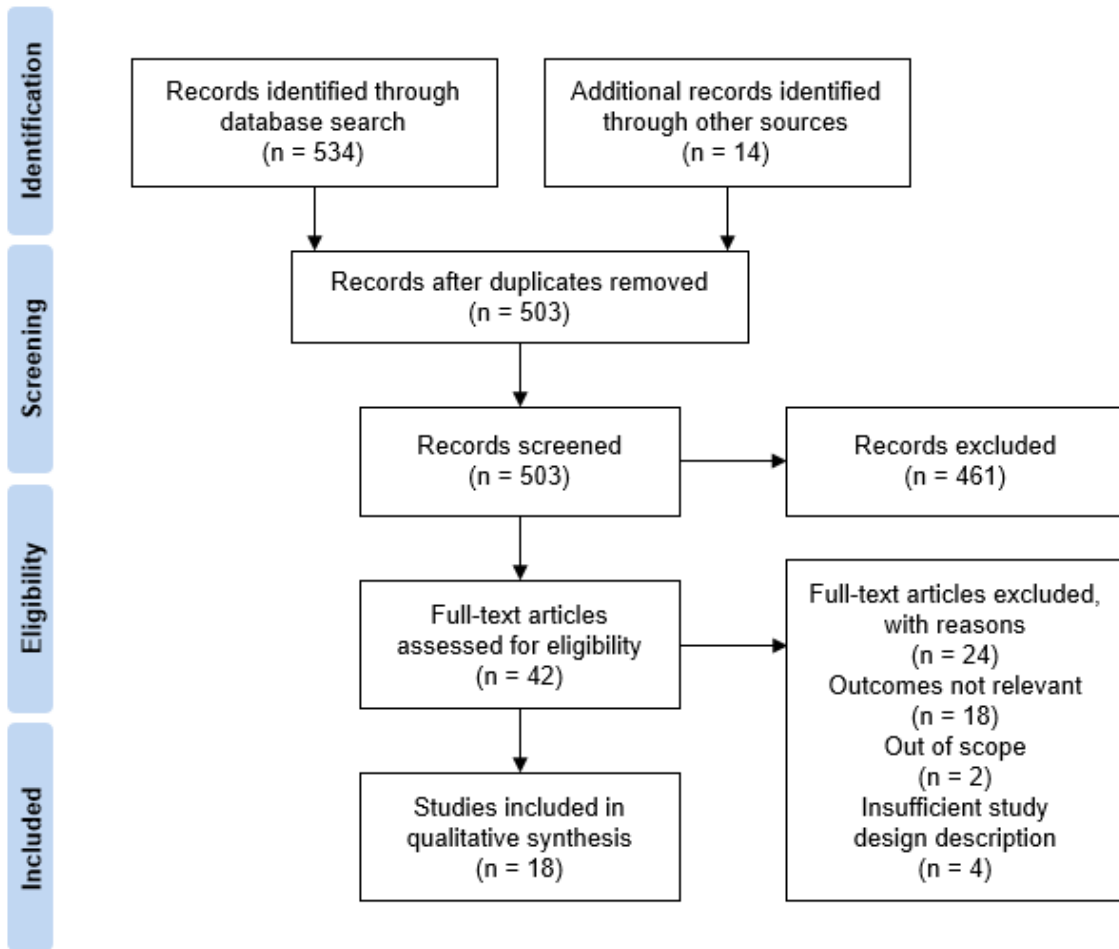 Identification
Records identified through
database search
(n = 534)
Additional records identified
through other sources
(n = 14)
Screening
Records after duplicates removed
(n = 503)
Records screened
(n = 503)
Records excluded
(n = 461)
Eligibility
Full-text articles
assessed for eligibility
(n = 42)
Full-text articles excluded,
with reasons
(n = 24)
Outcomes not relevant
(n = 18)
Out of scope
(n = 2)
Insufficient study
design description
(n = 4)
Included
Studies included in
qualitative synthesis
(n = 18)